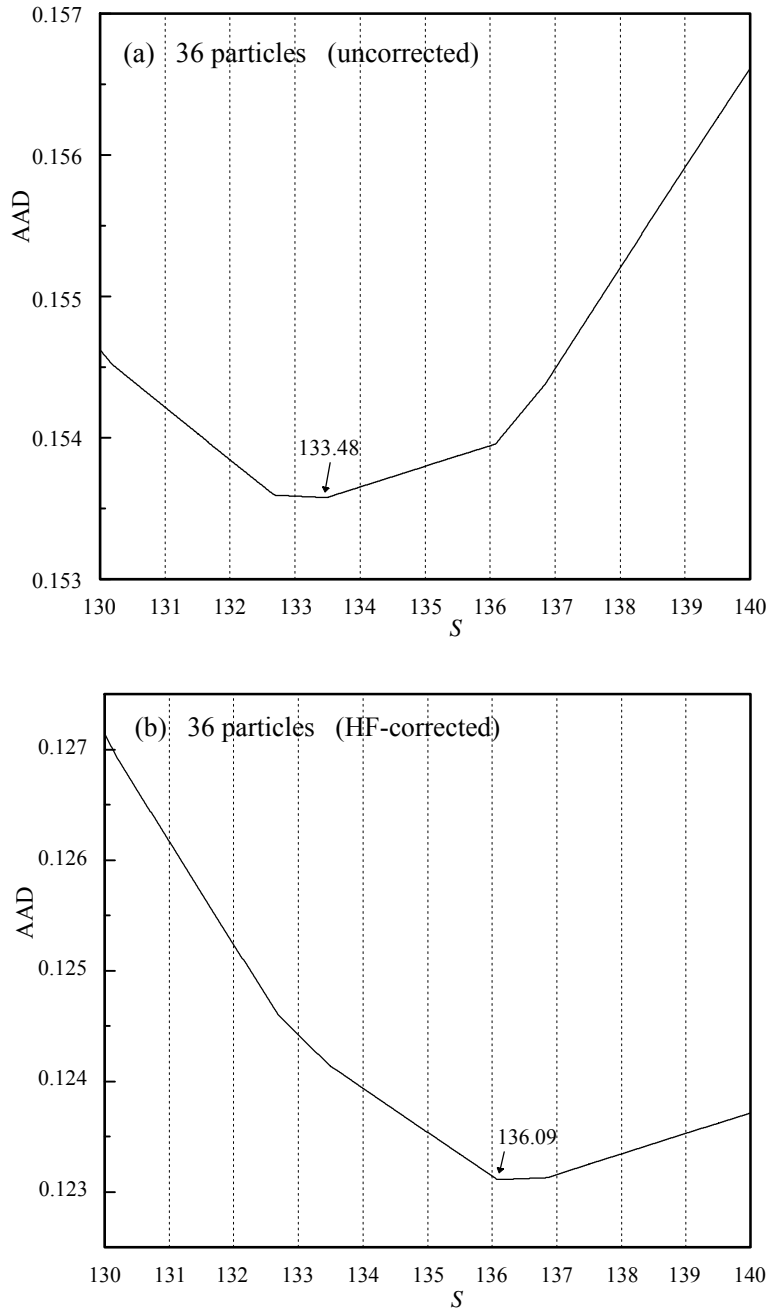 0.157
(a) 36 particles (uncorrected)
0.156
AAD
0.155
0.154
133.48
0.153
130 131 132 133 134 135 136 137 138 139 140
S
(b) 36 particles (HF-corrected)
0.127
0.126
AAD
0.125
0.124
136.09
0.123
130 131 132 133 134 135 136 137 138 139 140
S